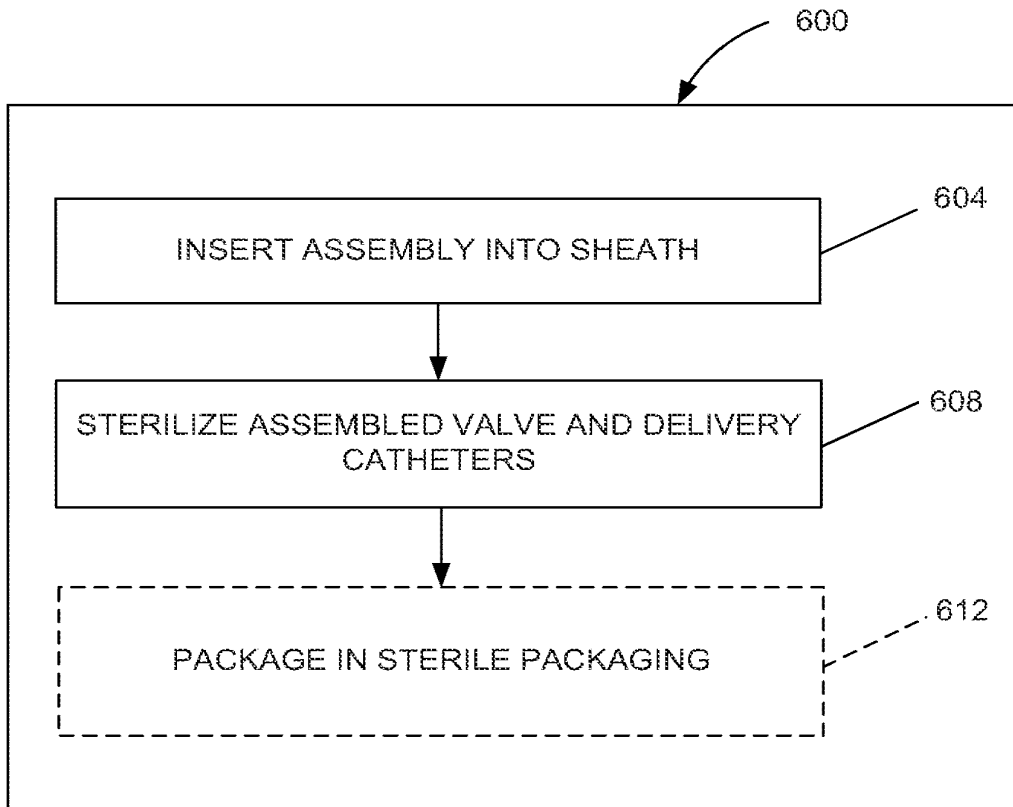 600
604
INSERT ASSEMBLY INTO SHEATH
608
STERILIZE ASSEMBLED VALVE AND DELIVERY
CATHETERS
612
PACKAGE IN STERILE PACKAGING